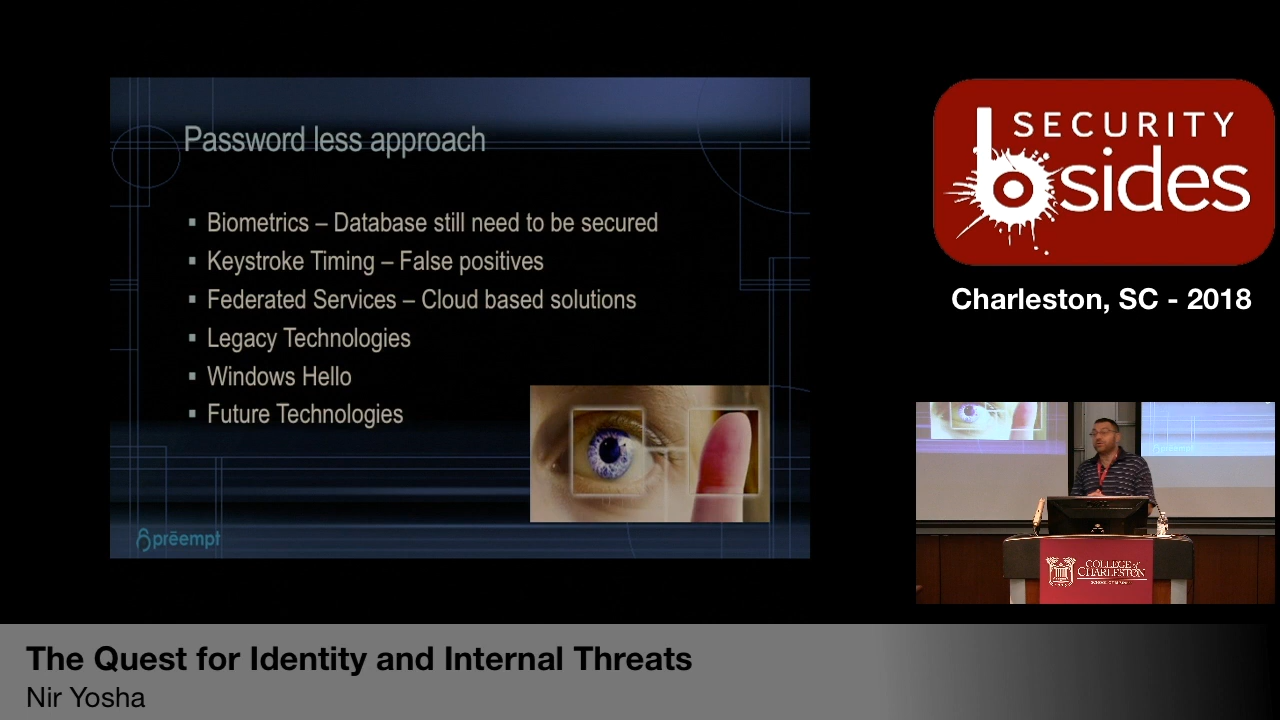 Password less approach
▪ Biometrics – Database still need to be secured
▪ Keystroke Timing – False positives
▪ Federated Services – Cloud based solutions
▪ Legacy Technologies
▪ Windows Hello
▪ Future Technologies
preempt
SECURITY
bsides
Charleston, SC - 2018
preempt
COLLEGE of
CHARLESTON
The Quest for Identity and Internal Threats
Nir Yosha